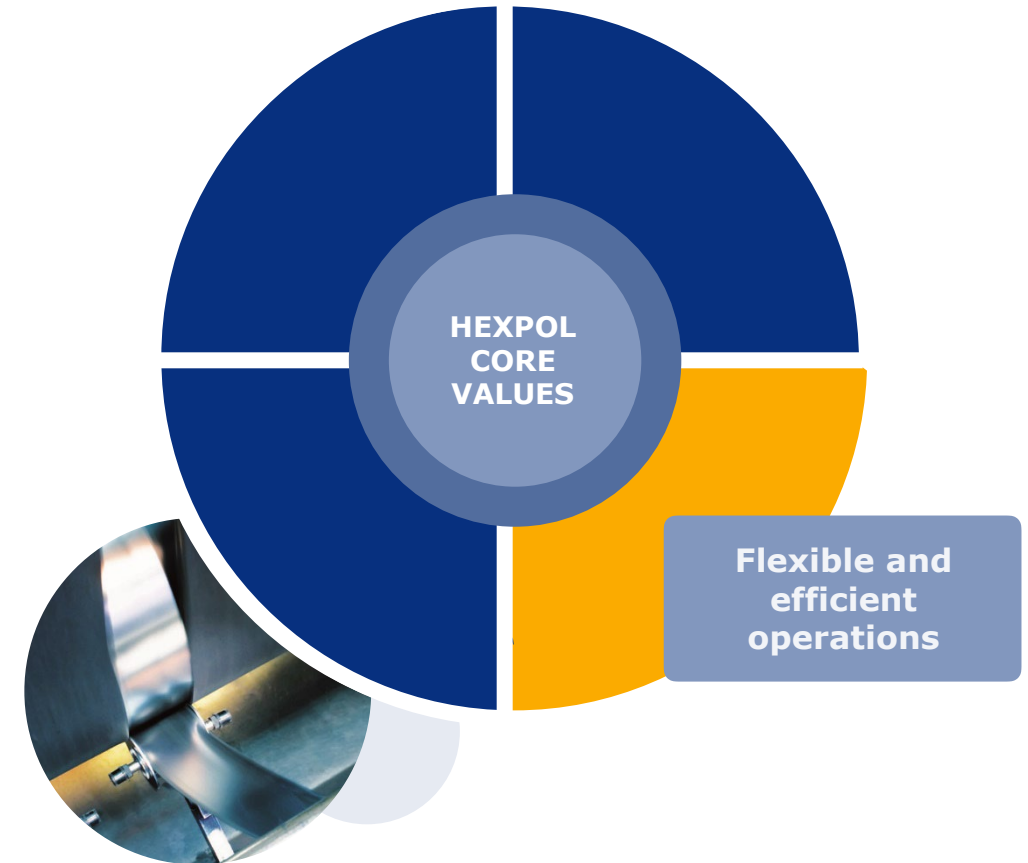 HEXPOL
CORE
VALUES
Flexible and
efficient
operations